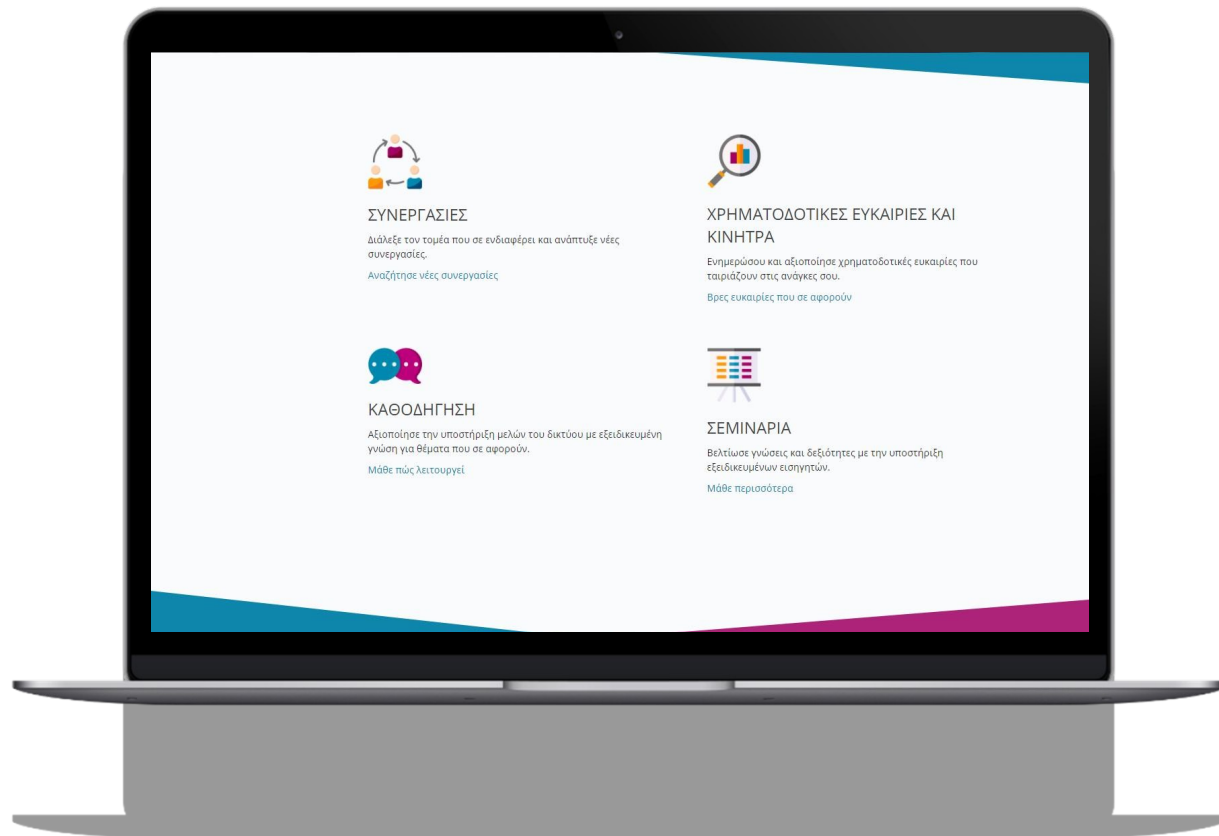 ΣΥΝΕΡΓΑΣΙΕΣ
Διάλεξε τον τομέα που σε ενδιαφέρει και ανάπτυξε νέες
συνεργασίες.
Αναζήτησε νέες συνεργασίες
ΧΡΗΜΑΤΟΔΟΤΙΚΕΣ ΕΥΚΑΙΡΙΕΣ ΚΑΙ
ΚΙΝΗΤΡΑ
Ενημερώσου και αξιοποίησε χρηματοδοτικές ευκαιρίες που
ταιριάζουν στις ανάγκες σου.
Βρες ευκαιρίες που σε αφορούν
ΚΑΘΟΔΗΓΗΣΗ
Αξιοποίησε την υποστήριξη μελών του δικτύου με εξειδικευμένη
γνώση για θέματα που σε αφορούν.
Μάθε πώς λειτουργεί
ΣΕΜΙΝΑΡΙΑ
Βελτίωσε γνώσεις και δεξιότητες με την υποστήριξη
εξειδικευμένων εισηγητών.
Μάθε περισσότερα